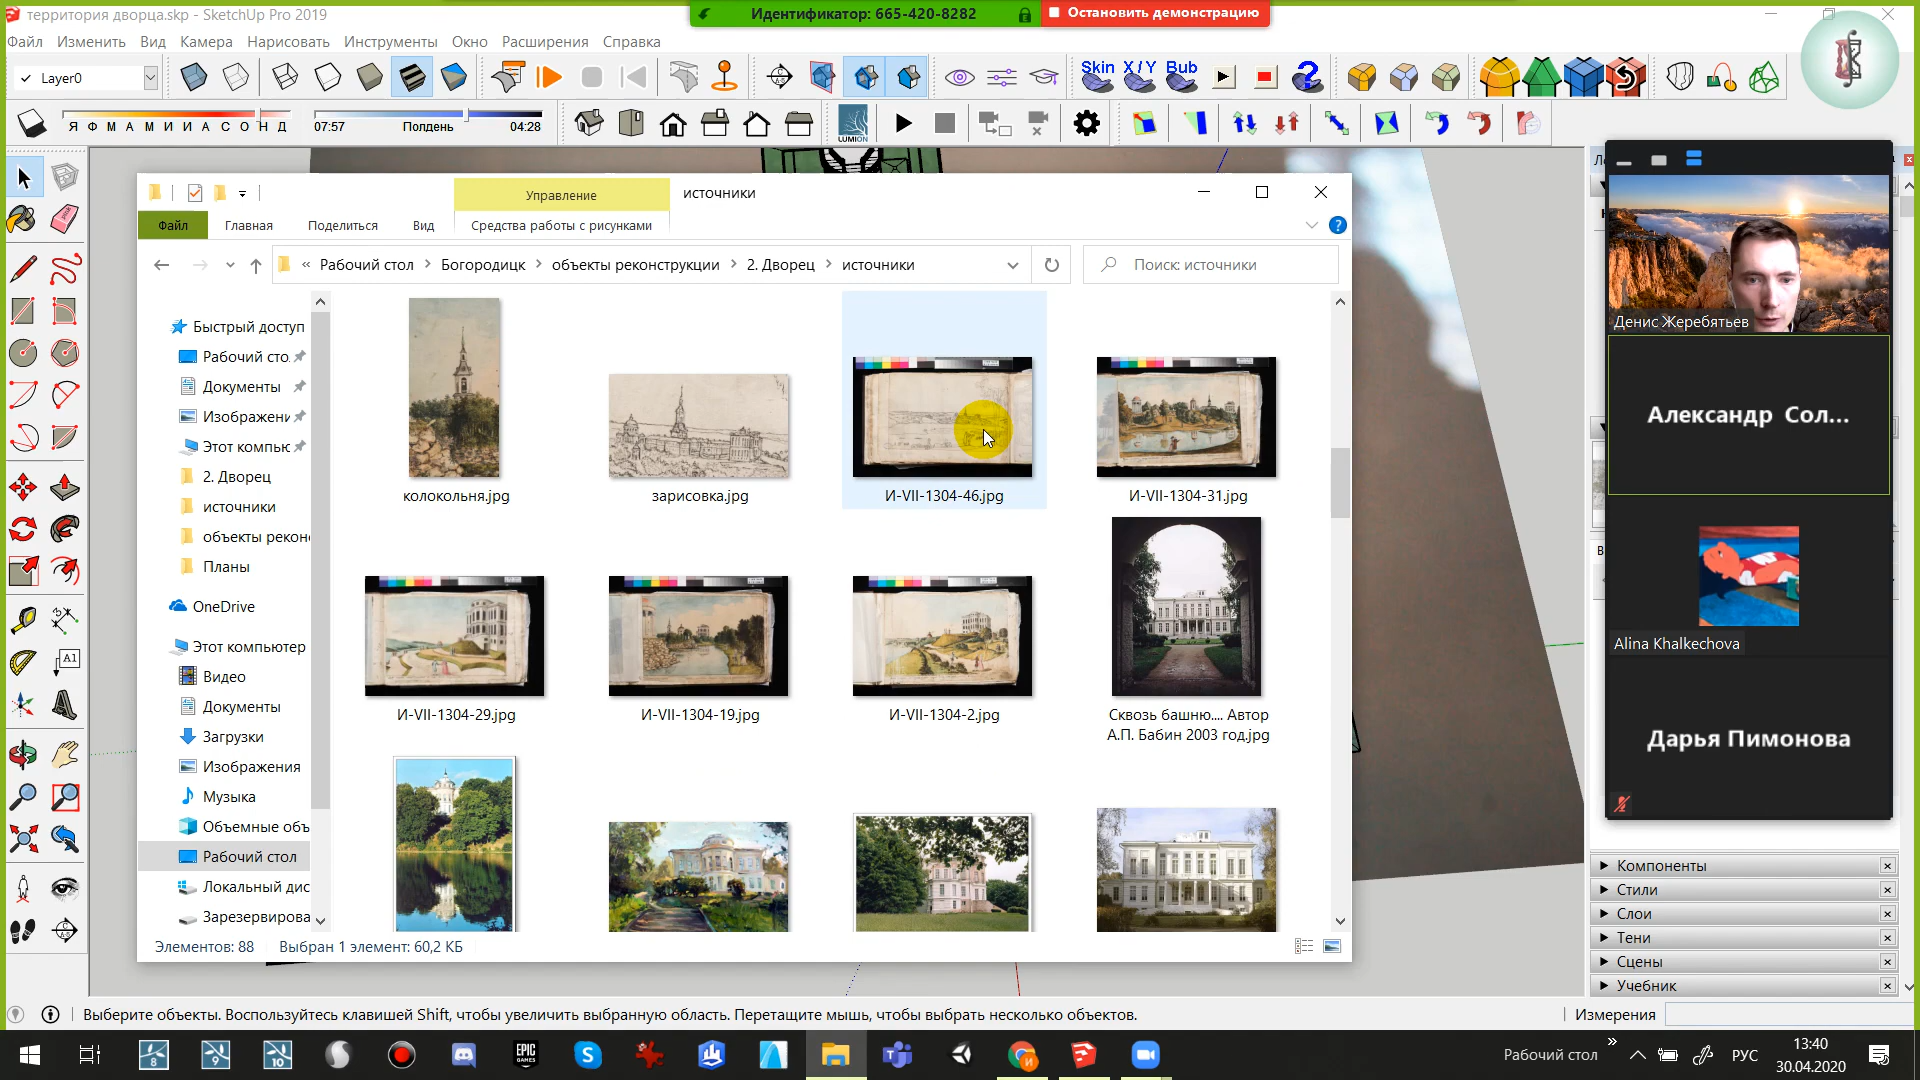 территория дворца.skp - SketchUp Pro 2019
Идентификатор: 665-420-8282
Остановить демонстрацию
Файл Изменить Вид Камера Нарисовать Инструменты Окно Расширения Справка
Layer0
Skin X/Y Bub
Я Ф М А М И И А С О Н Д
07:57 Полдень 04:28
LUMION
Управление
источники
Файл Главная Поделиться Вид Средства работы с рисунками
« Рабочий стол Богородицк объекты реконструкции 2. Дворец источники
Поиск: источники
Быстрый доступ
Рабочий сто
Документы
Изображени
Этот компьк
2. Дворец
источники
объекты рекон
Планы
OneDrive
Этот компьютер
Видео
Документы
Загрузки
Изображения
Музыка
Объемные объ
Рабочий стол
Локальный дис
Зарезервирова
колокольня.jpg
зарисовка.jpg
И-VII-1304-46.jpg
И-VII-1304-31.jpg
И-VII-1304-29.jpg
И-VII-1304-19.jpg
И-VII-1304-2.jpg
Сквозь башню.... Автор
А.П. Бабин 2003 год.jpg
Элементов: 88 Выбран 1 элемент: 60,2 КБ
Денис Жеребятьев
Александр Сол...
Alina Khalkechova
Дарья Пимонова
Компоненты
Стили
Слои
Тени
Сцены
Учебник
Выберите объекты. Воспользуйтесь клавишей Shift, чтобы увеличить выбранную область. Перетащите мышь, чтобы выбрать несколько объектов.
Измерения
8
9
10
EPIC
GAMES
Рабочий стол
РУС
13:40
30.04.2020